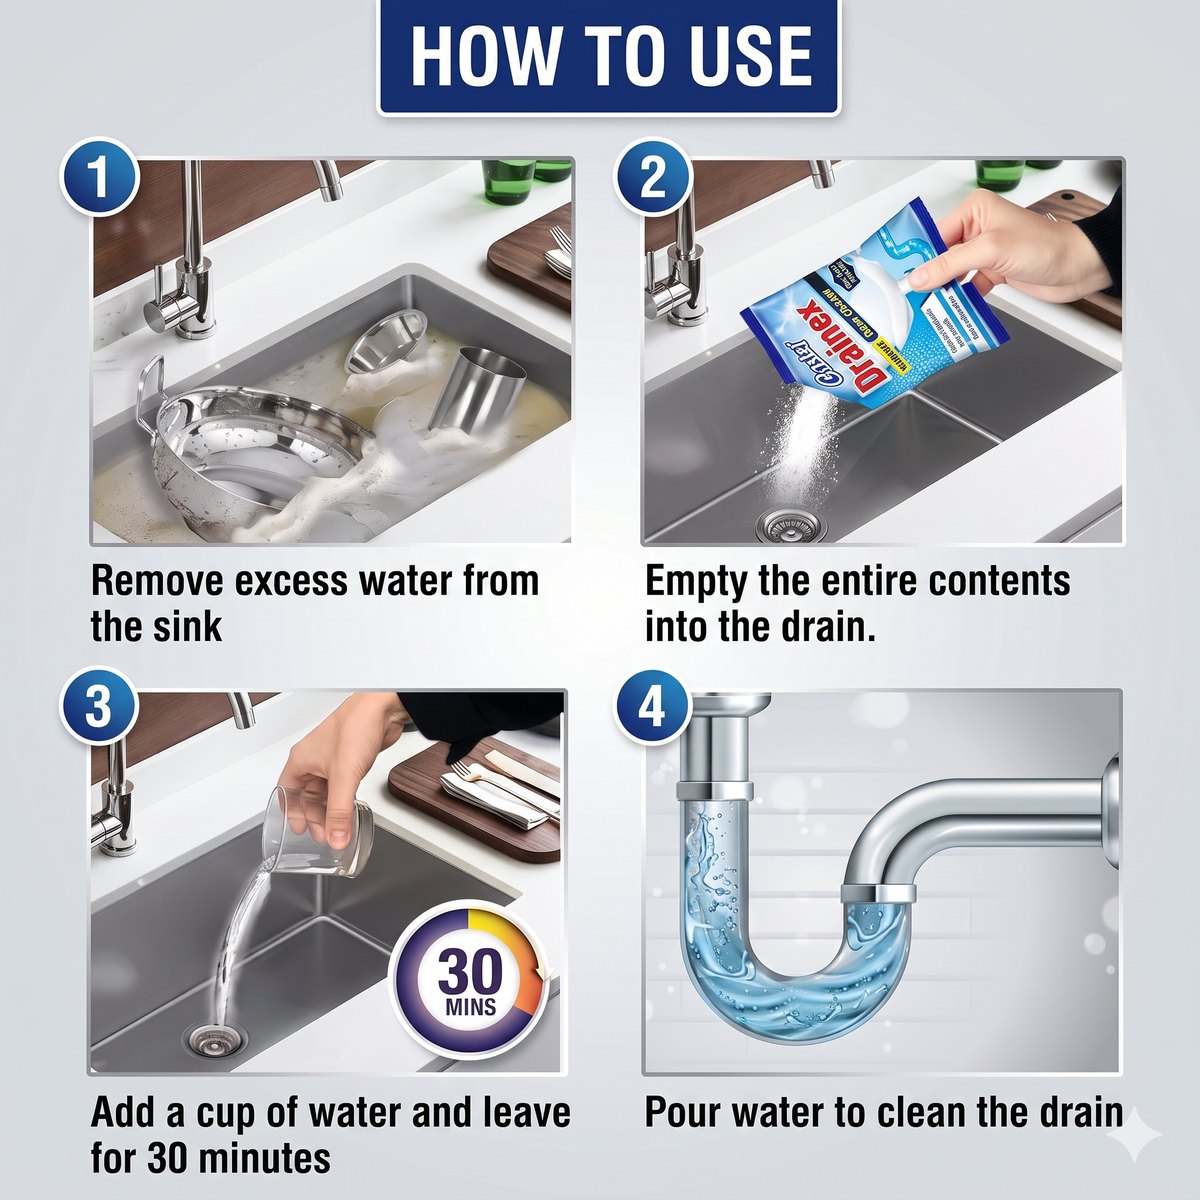 HOW TO USE
1
2
Drainex
Remove excess water from
the sink
Empty the entire contents
into the drain.
3
4
30
MINS
Add a cup of water and leave
for 30 minutes
Pour water to clean the drain